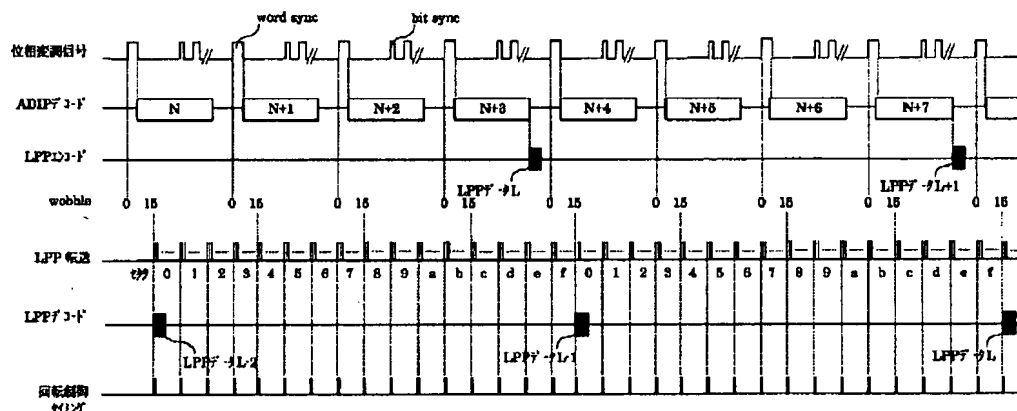 word sync
bit sync
位相変調信号
ADIPデコード
N
N+1
N+2
N+3
N+4
N+5
N+6
N+7
LPPエンコード
LPPデータL
LPPデータL+1
wobble
0 15 0 15 0 15 0 15 0 15 0 15 0 15 0 15 0 15
LPP転送
セクタ 0 1 2 3 4 5 6 7 8 9 a b c d e f 0 1 2 3 4 5 6 7 8 9 a b c d e f
LPPデコード
LPPデータL-2
LPPデータL-1
LPPデータL
回転制御
タイミング